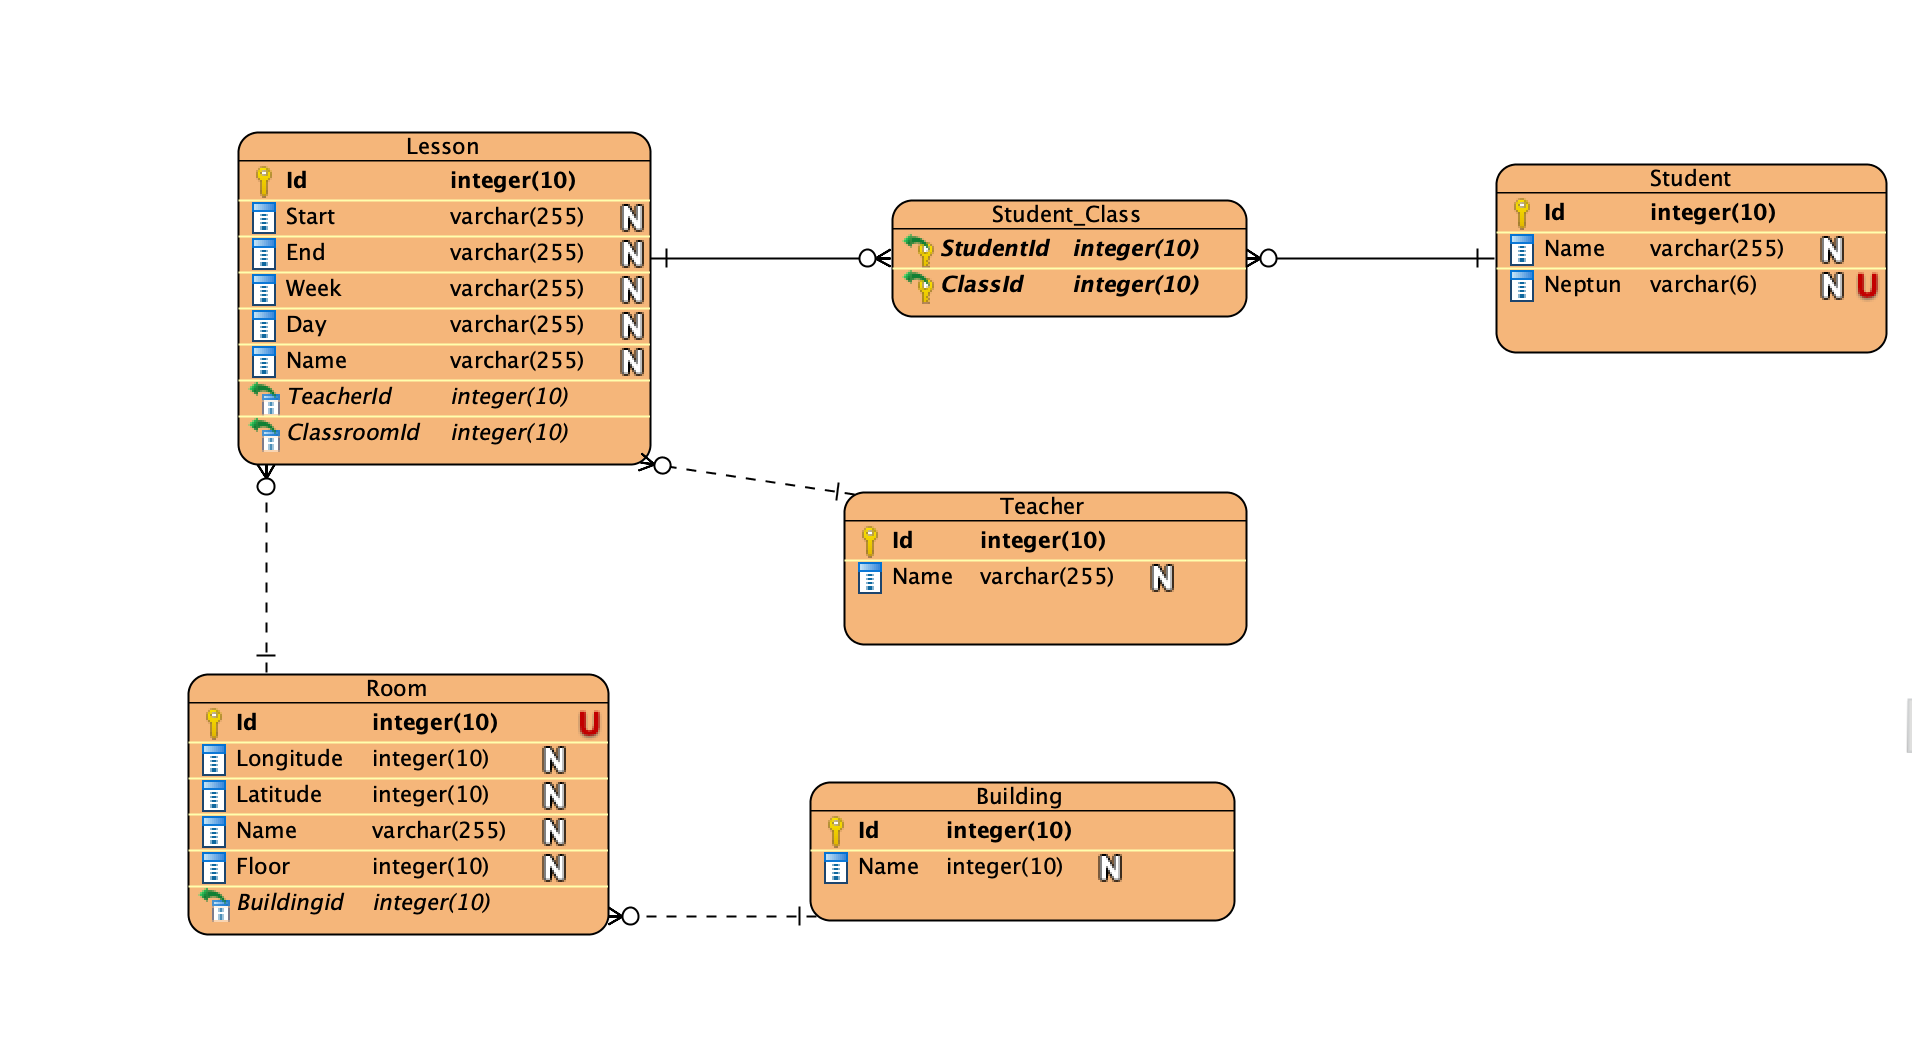 Lesson
Id integer(10)
Start varchar(255) N
End varchar(255) N
Week varchar(255) N
Day varchar(255) N
Name varchar(255) N
TeacherId integer(10)
ClassroomId integer(10)
Student_Class
StudentId integer(10)
ClassId integer(10)
Student
Id integer(10)
Name varchar(255) N
Neptun varchar(6) N U
Teacher
Id integer(10)
Name varchar(255) N
Room
Id integer(10) U
Longitude integer(10) N
Latitude integer(10) N
Name varchar(255) N
Floor integer(10) N
Buildingid integer(10)
Building
Id integer(10)
Name integer(10) N